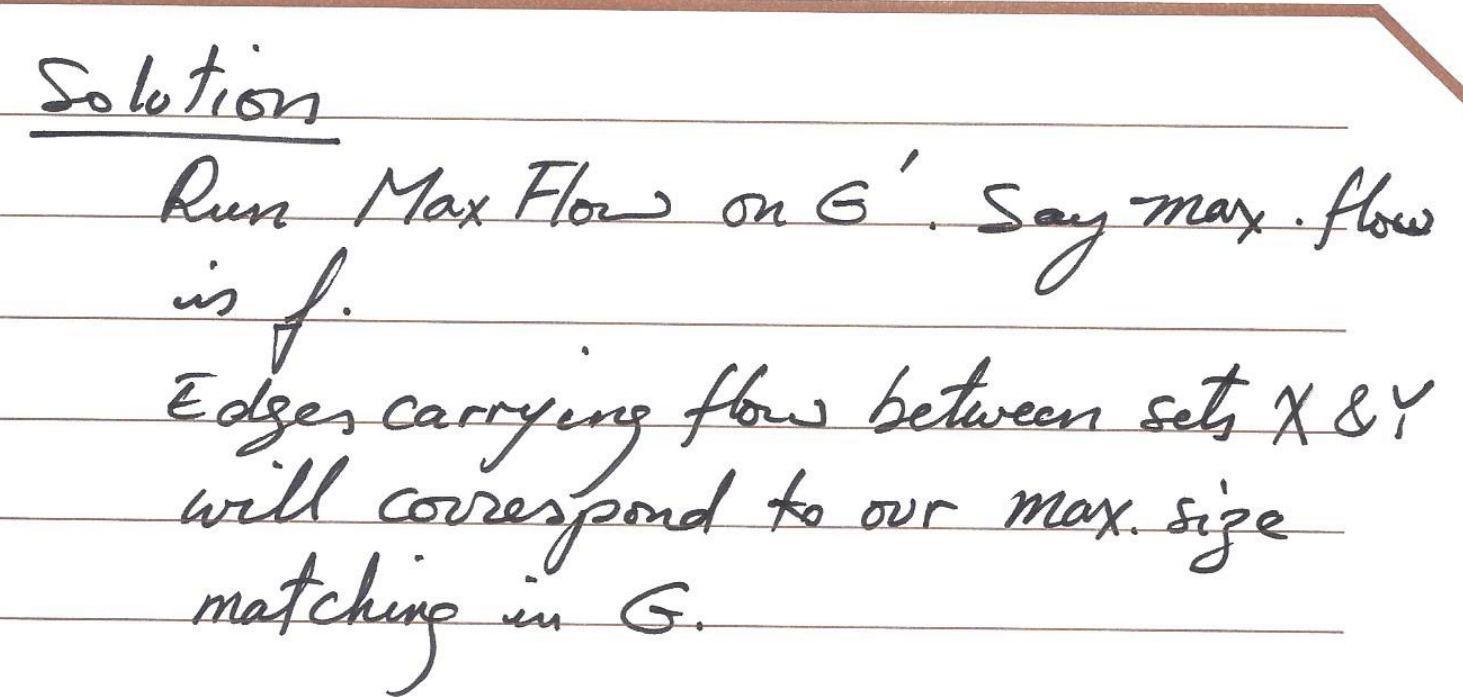 Solution
Run Max Flow on G'. Say max. flow
is f.
Edges carrying flow between sets X & Y
will correspond to our max. size
matching in G.